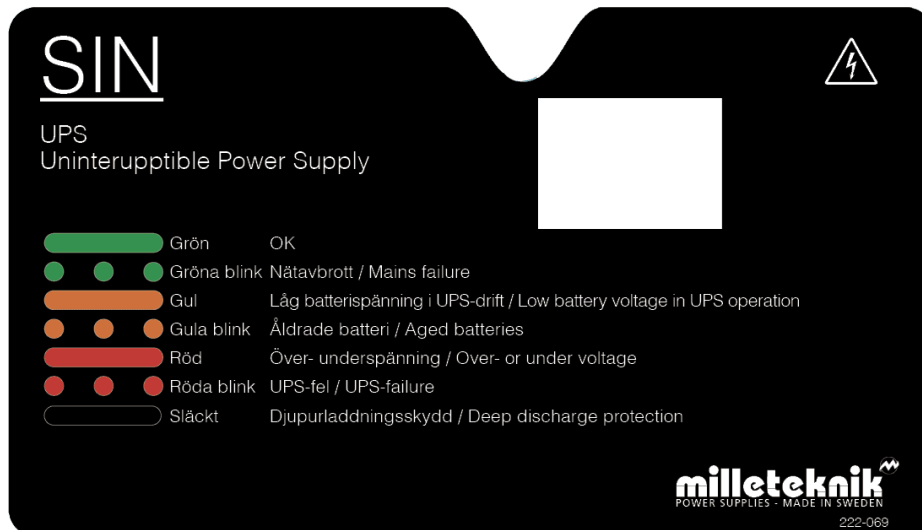 SIN
UPS
Uninterupptible Power Supply
Grön OK
Gröna blink Nätavbrott / Mains failure
Gul Låg batterispänning i UPS-drift / Low battery voltage in UPS operation
Gula blink Åldrade batteri / Aged batteries
Röd Över- underspänning / Over- or under voltage
Röda blink UPS-fel / UPS-failure
Släckt Djupurladdningsskydd / Deep discharge protection
milleteknik
POWER SUPPLIES - MADE IN SWEDEN
222-069